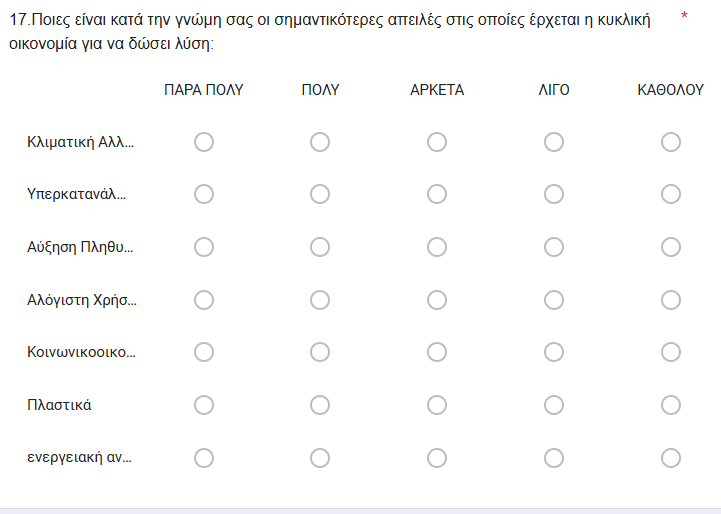 17.Ποιες είναι κατά την γνώμη σας οι σημαντικότερες απειλές στις οποίες έρχεται η κυκλική *
οικονομία για να δώσει λύση:
ΠΑΡΑ ΠΟΛΥ ΠΟΛΥ ΑΡΚΕΤΑ ΛΙΓΟ ΚΑΘΟΛΟΥ
Κλιματική Αλλ...
Υπερκατανάλ...
Αύξηση Πληθυ...
Αλόγιστη Χρήσ...
Κοινωνικοοικο...
Πλαστικά
ενεργειακή αν...